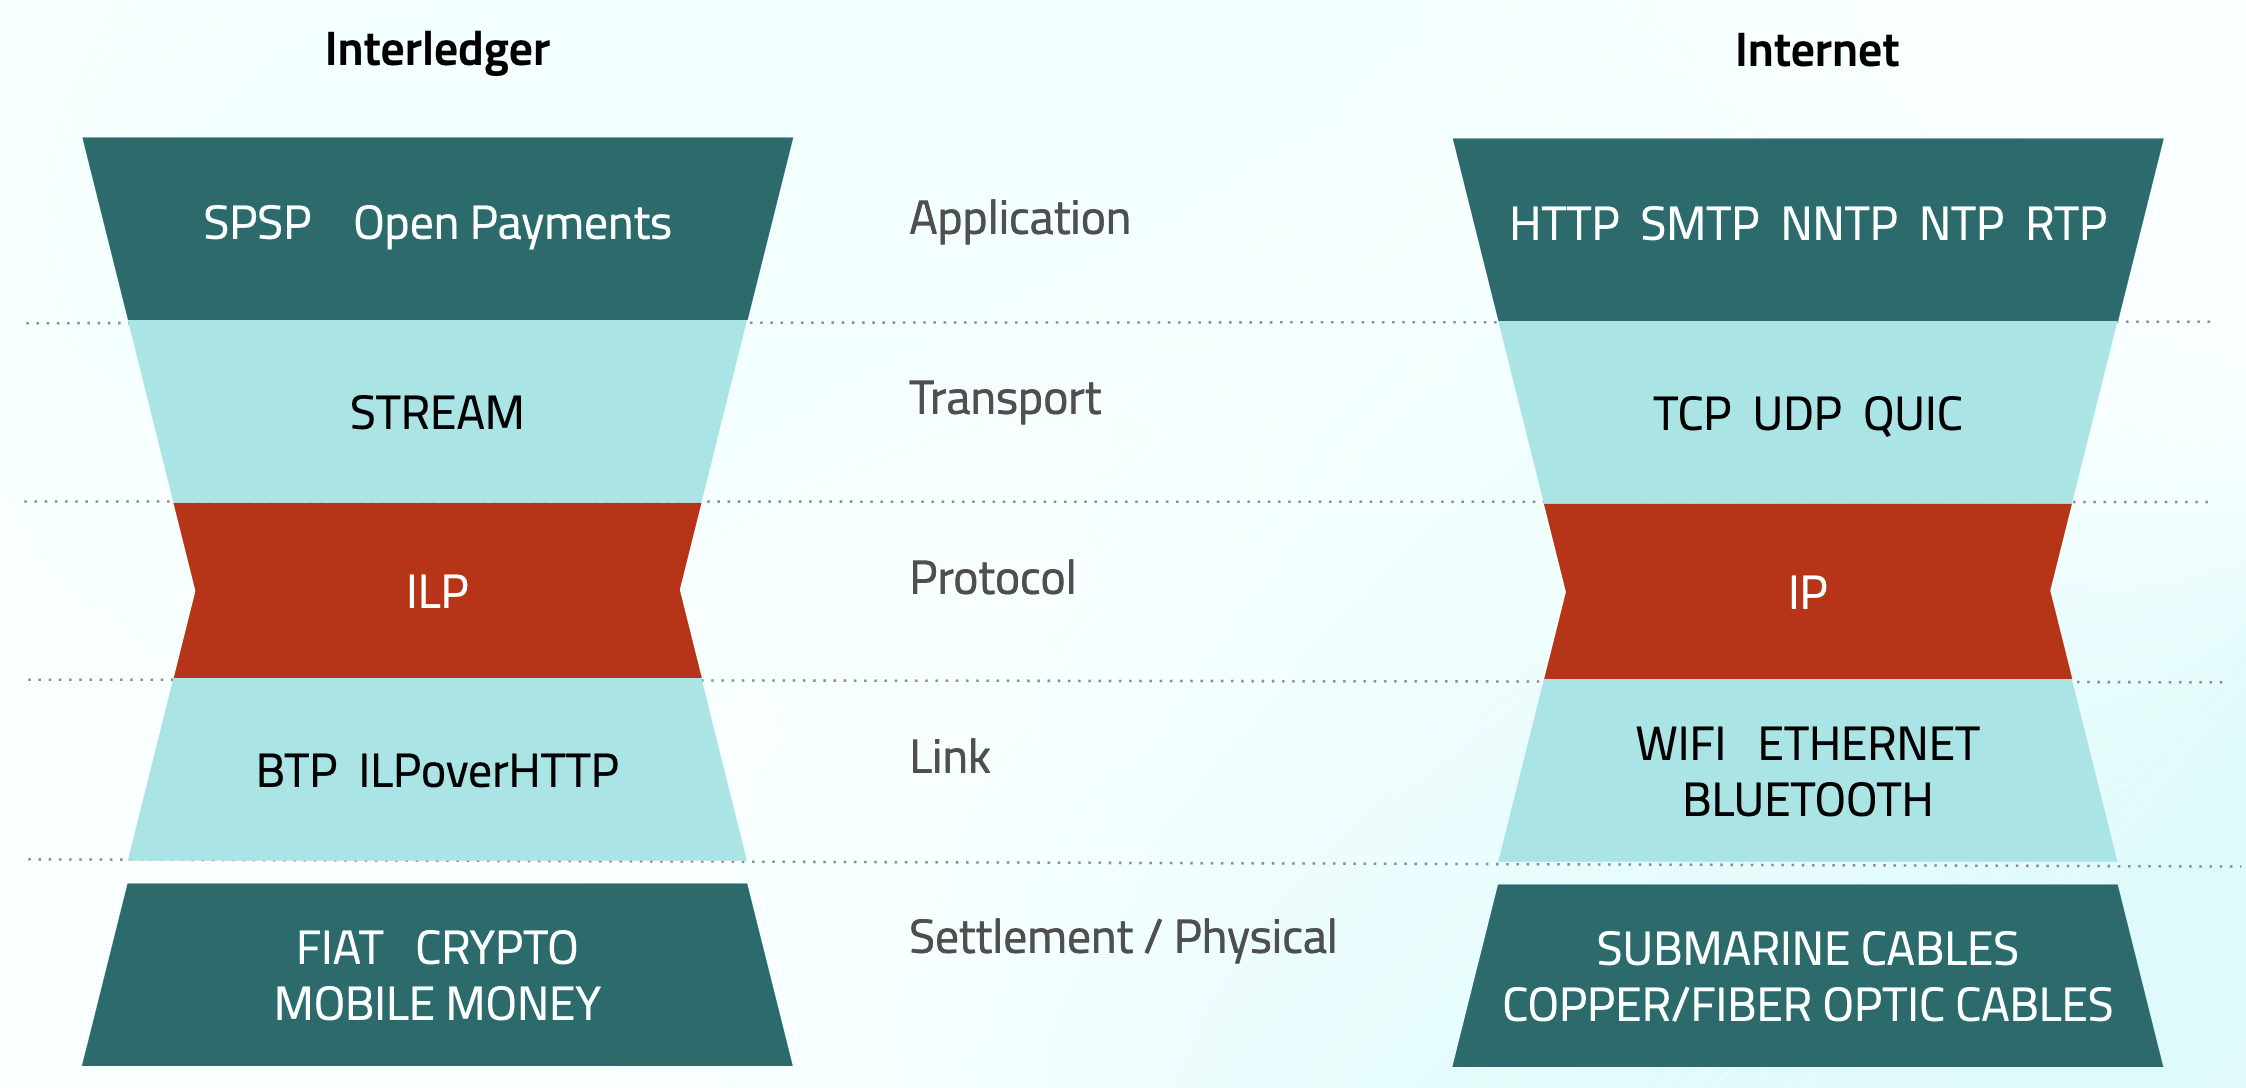 Interledger
Internet
SPSP Open Payments
Application
HTTP SMTP NNTP NTP RTP
STREAM
Transport
TCP UDP QUIC
ILP
Protocol
IP
BTP ILPoverHTTP
Link
WIFI ETHERNET
BLUETOOTH
FIAT CRYPTO
MOBILE MONEY
Settlement / Physical
SUBMARINE CABLES
COPPER/FIBER OPTIC CABLES